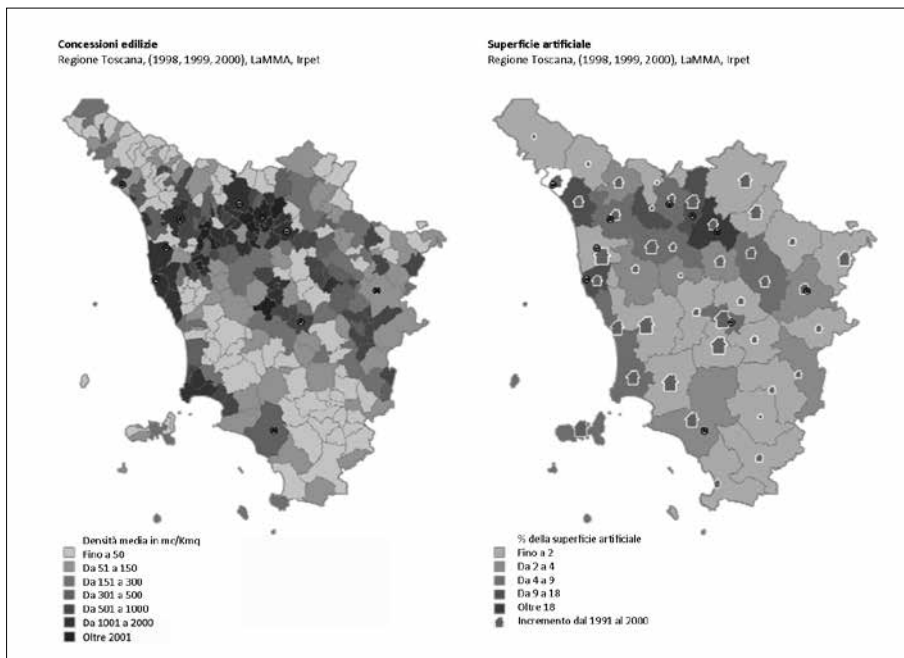 Concessioni edilizie
Regione Toscana, (1998, 1999, 2000), LaMMA, Irpet
Densità media in mc/Kmq
Fino a 50
Da 51 a 150
Da 151 a 300
Da 301 a 500
Da 501 a 1000
Da 1001 a 2000
Oltre 2001
Superficie artificiale
Regione Toscana, (1998, 1999, 2000), LaMMA, Irpet
% della superficie artificiale
Fino a 2
Da 2 a 4
Da 4 a 9
Da 9 a 18
Oltre 18
Incremento dal 1991 al 2000